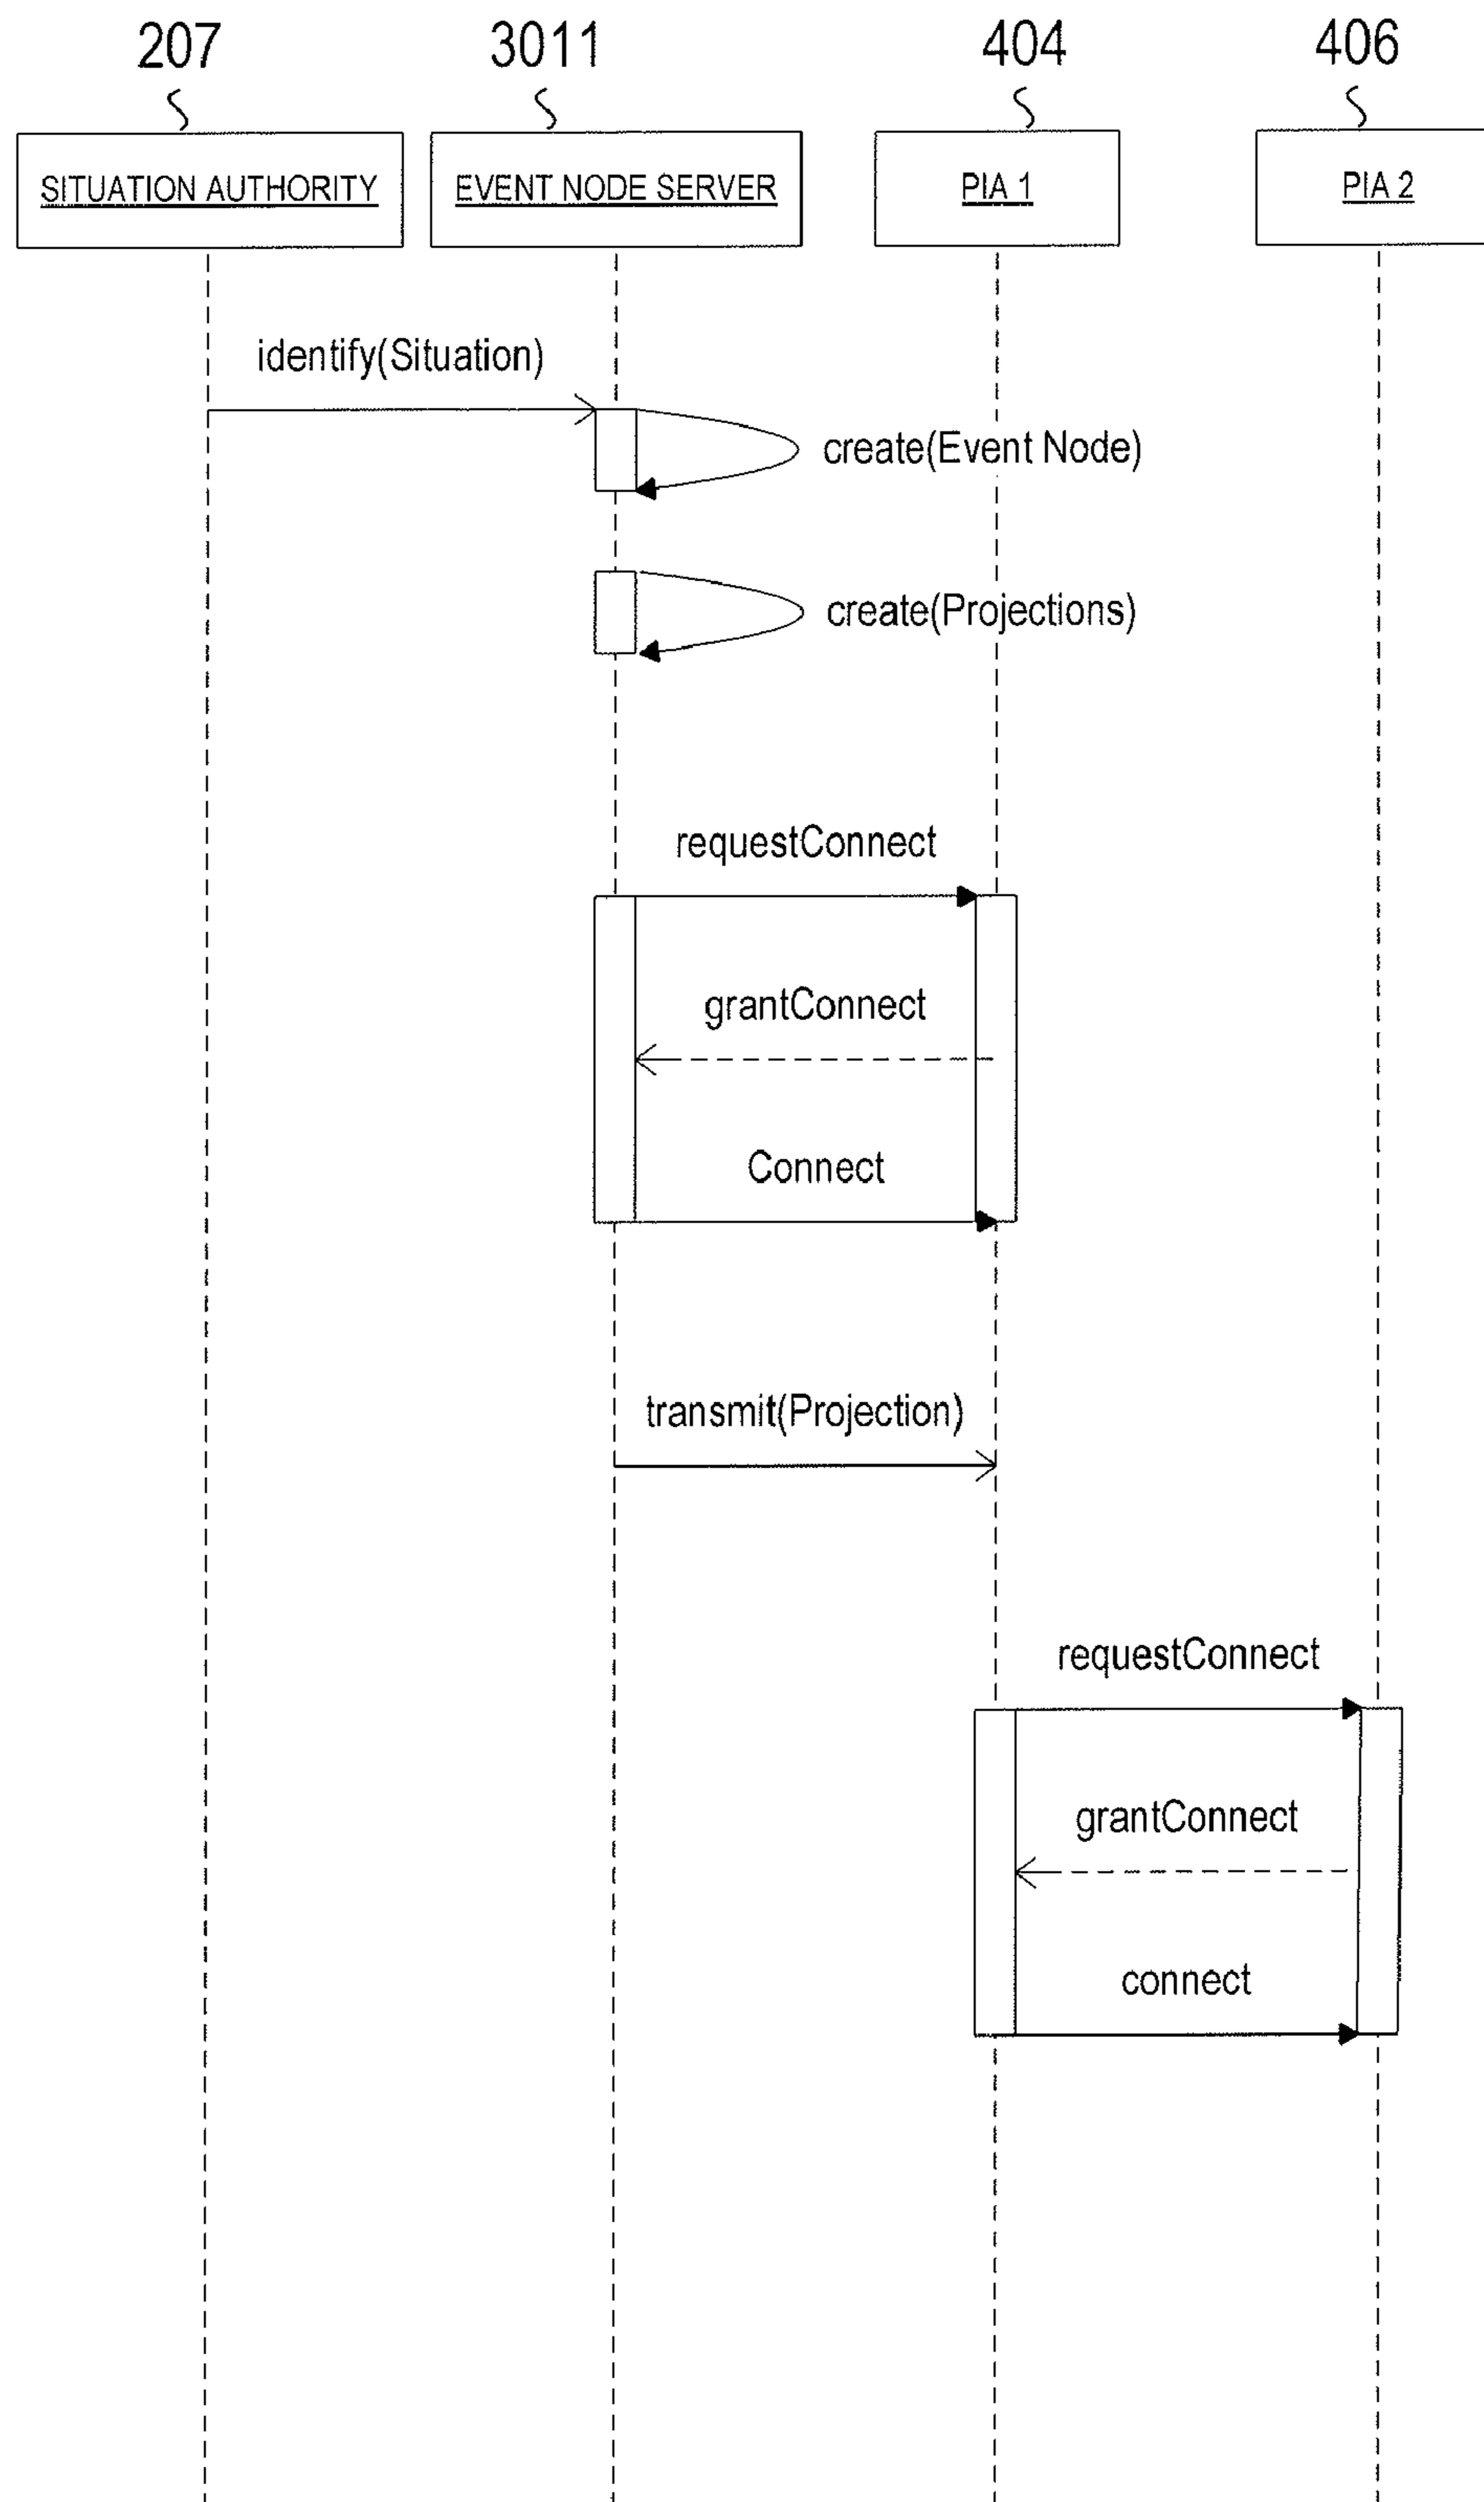 207 3011 404 406
SITUATION AUTHORITY EVENT NODE SERVER PIA 1 PIA 2
identify(Situation)
create(Event Node)
create(Projections)
requestConnect
grantConnect
Connect
transmit(Projection)
requestConnect
grantConnect
connect